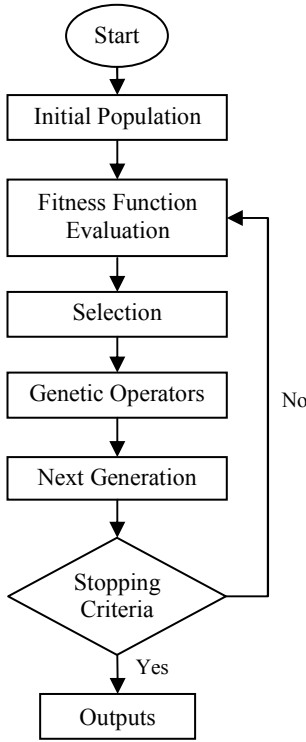 Start
Initial Population
Fitness Function
Evaluation
Selection
Genetic Operators
No
Next Generation
Stopping
Criteria
Yes
Outputs